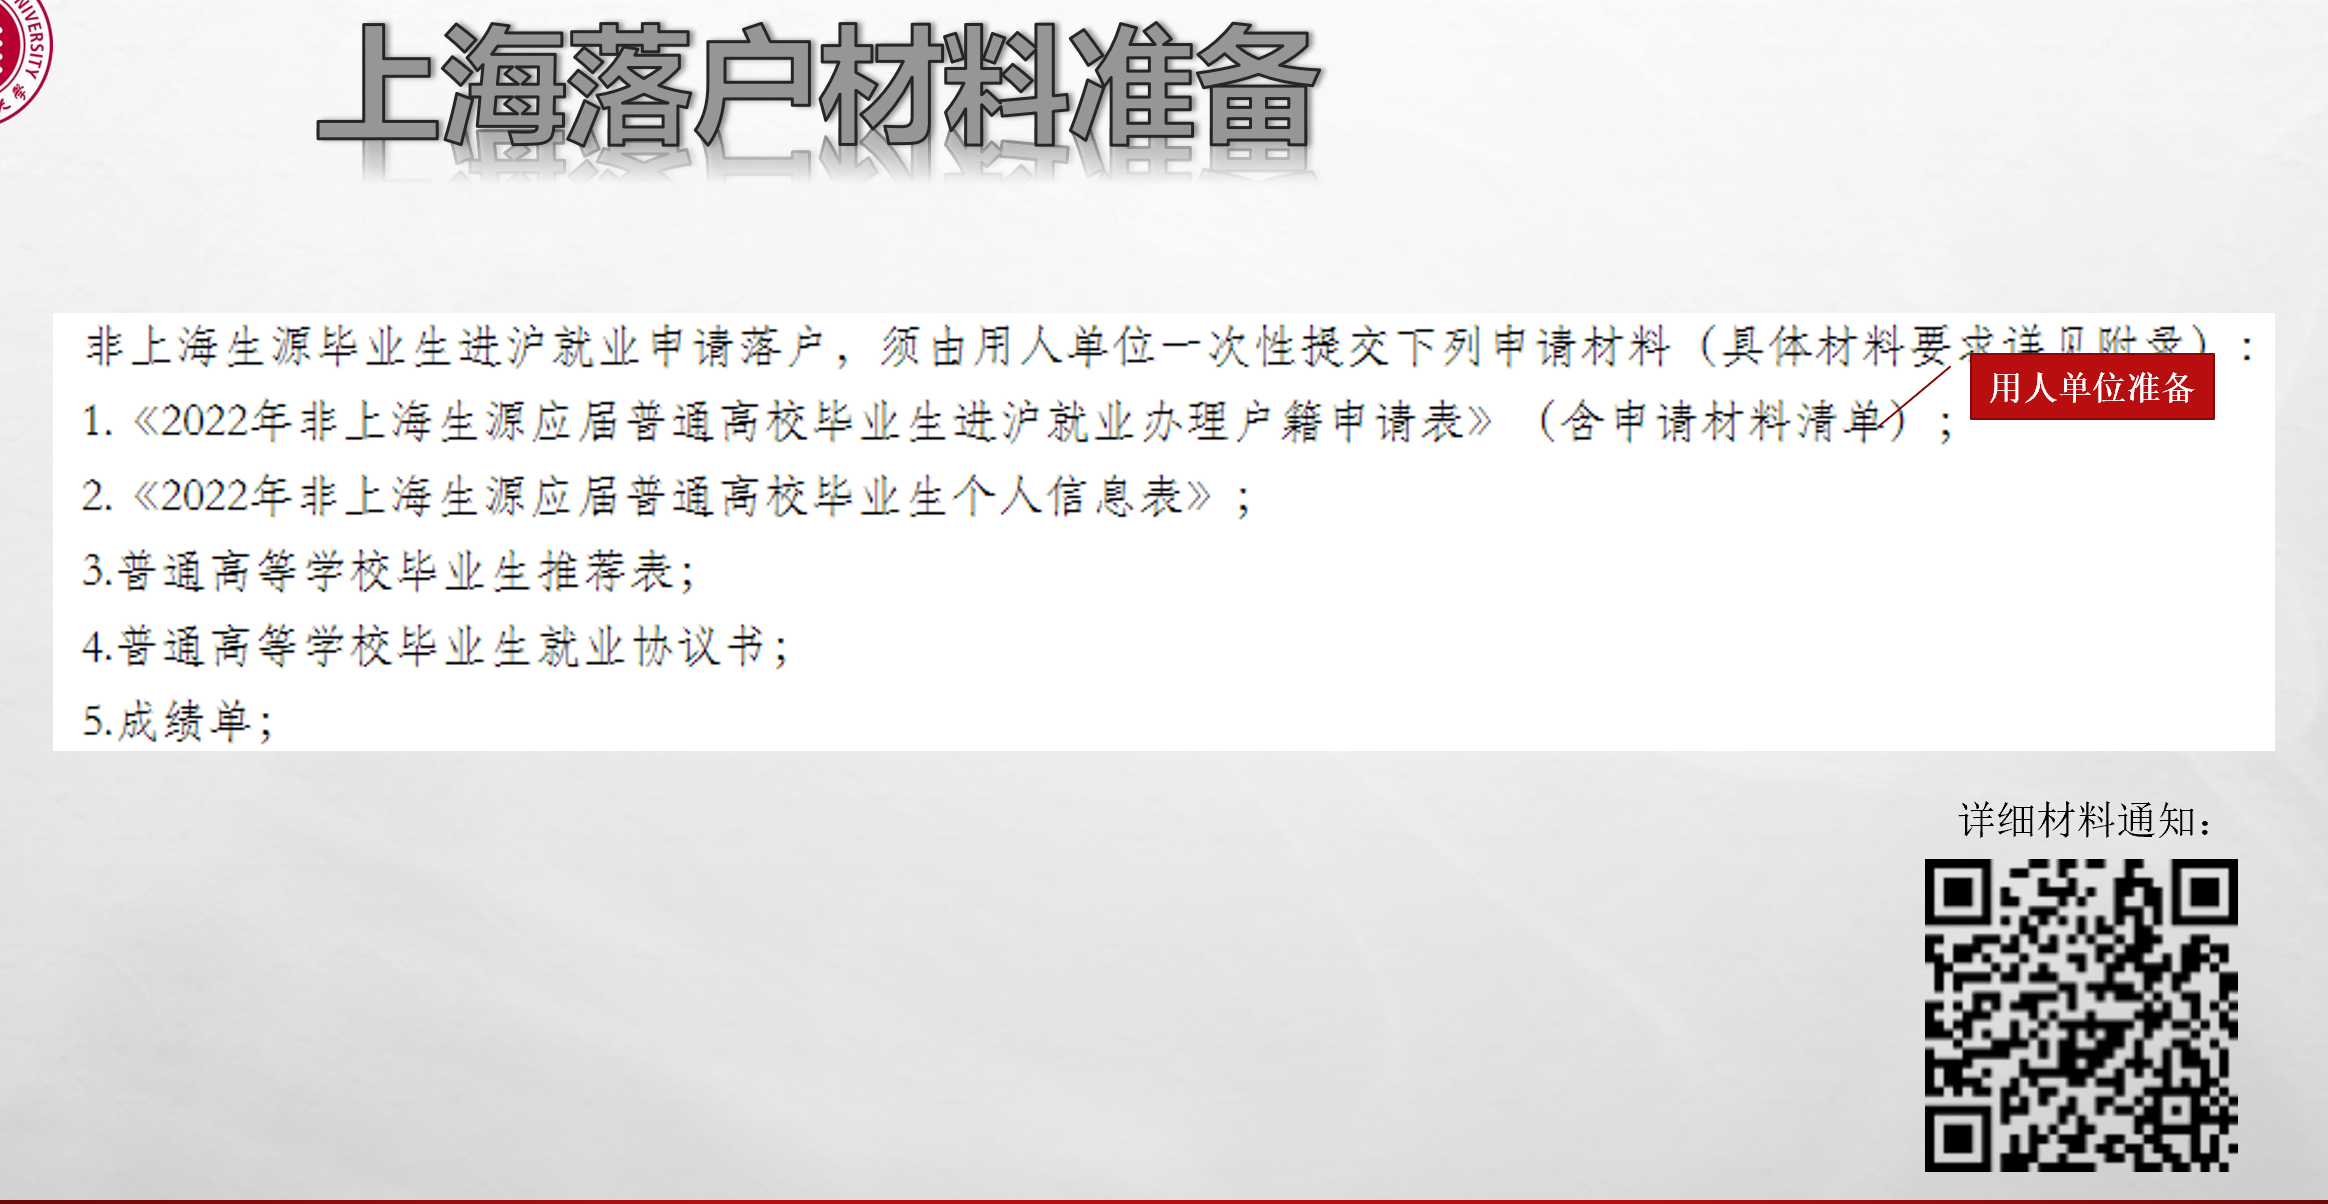 UNIVERSITY
大学
上海落户材料准备
非上海生源毕业生进沪就业申请落户，须由用人单位一次性提交下列申请材料（具体材料要求详见附录）：
用人单位准备
1.《2022年非上海生源应届普通高校毕业生进沪就业办理户籍申请表》（含申请材料清单）；
2.《2022年非上海生源应届普通高校毕业生个人信息表》；
3.普通高等学校毕业生推荐表；
4.普通高等学校毕业生就业协议书；
5.成绩单；
详细材料通知：